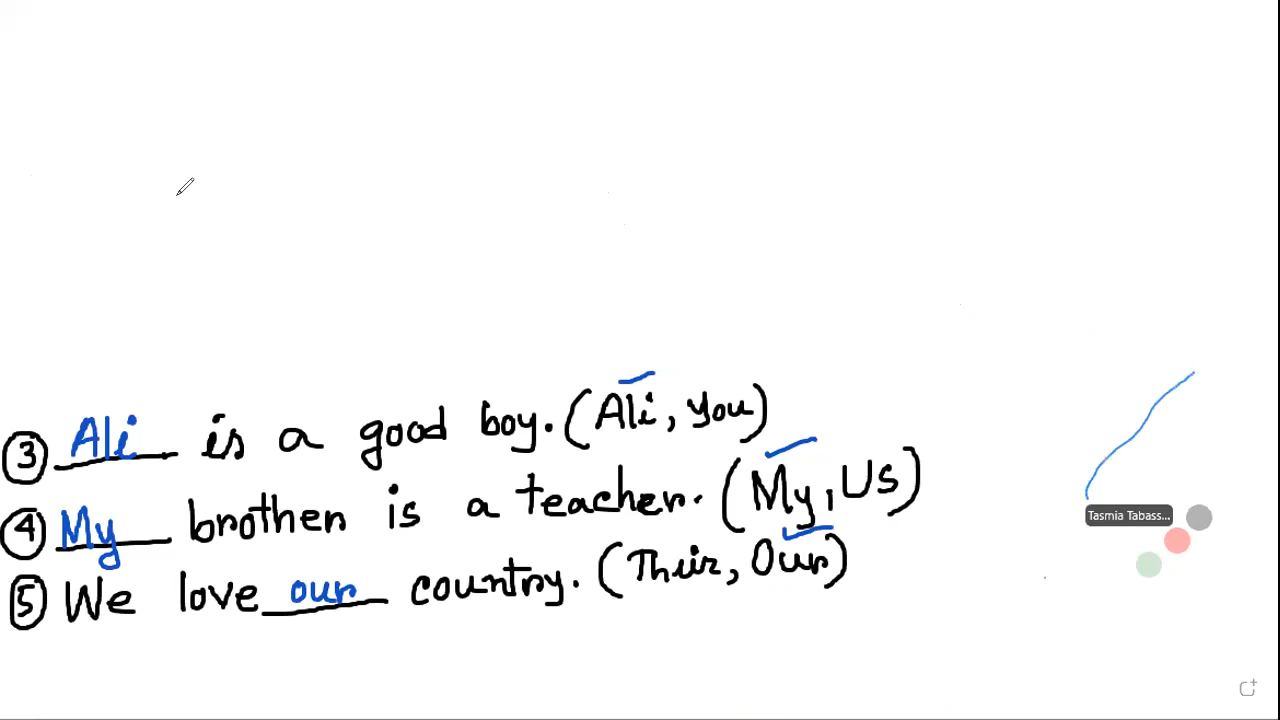 ③ Ali is a good boy. (Ali, You)
④ My brother is a teacher. (My, Us)
⑤ We love our country. (Their, Our)
Tasmia Tabass...